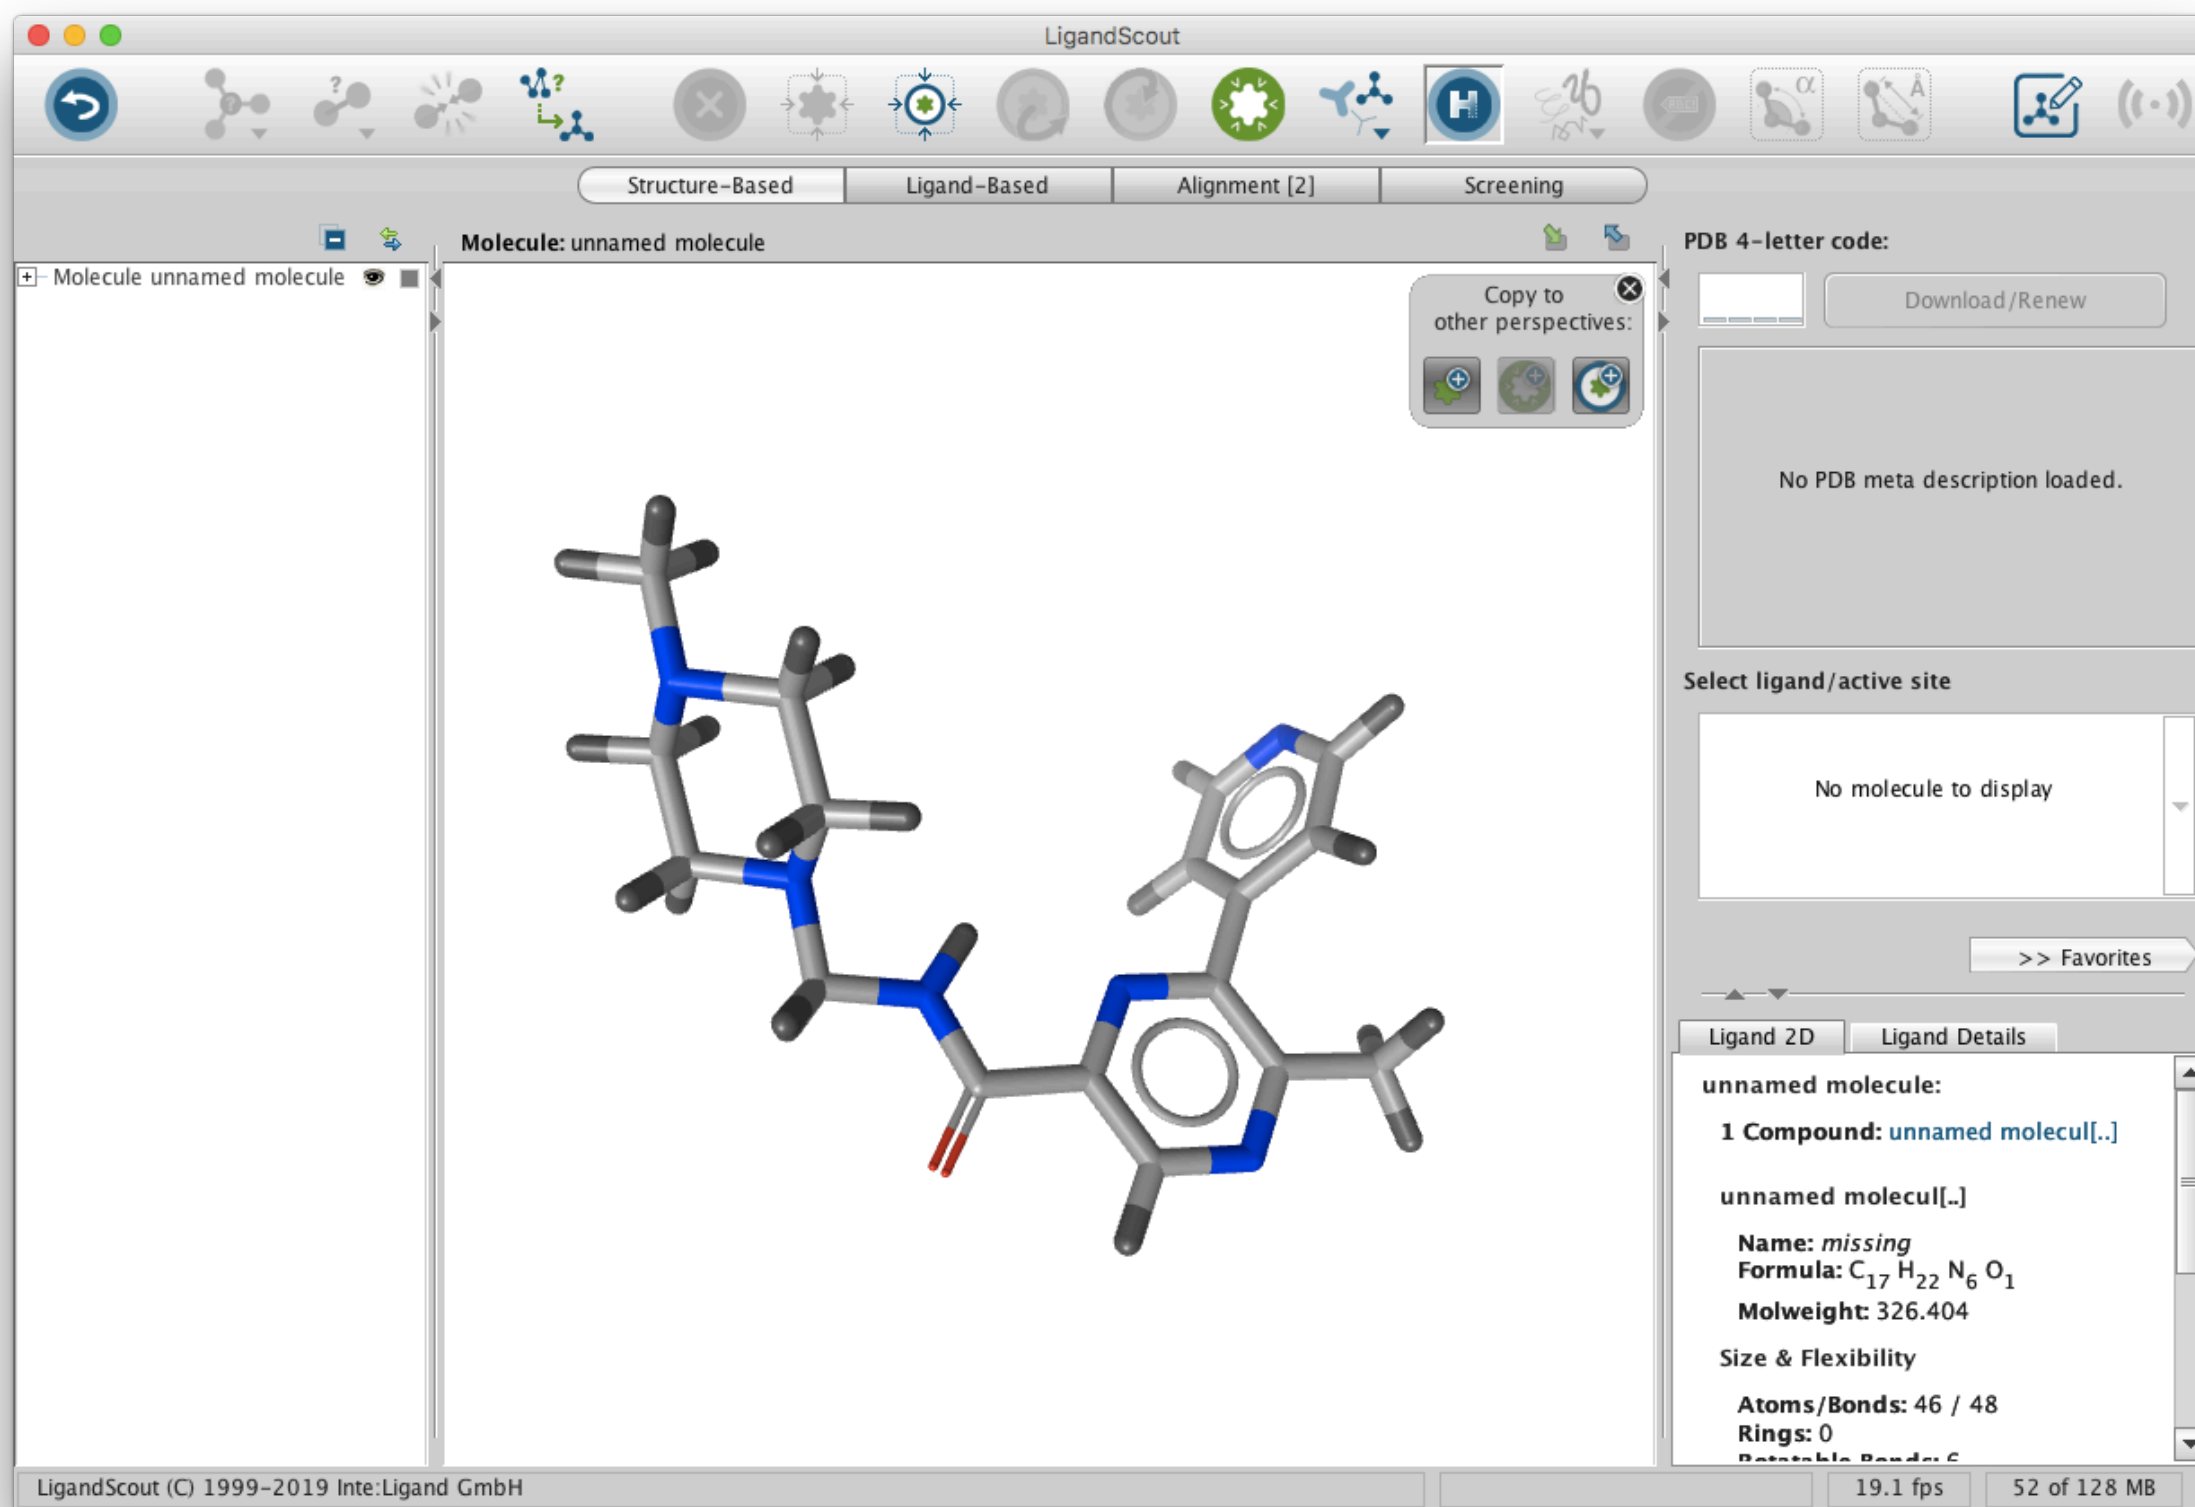 LigandScout
Structure-Based
Ligand-Based
Alignment [2]
Screening
Molecule unnamed molecule
Molecule: unnamed molecule
Copy to
other perspectives:
PDB 4-letter code:
Download/Renew
No PDB meta description loaded.
Select ligand/active site
No molecule to display
>> Favorites
Ligand 2D
Ligand Details
unnamed molecule:
1 Compound: unnamed molecul[..]
unnamed molecul[..]
Name: missing
Formula: C17 H22 N6 O1
Molweight: 326.404
Size & Flexibility
Atoms/Bonds: 46 / 48
Rings: 0
LigandScout (C) 1999-2019 Inte:Ligand GmbH
19.1 fps
52 of 128 MB